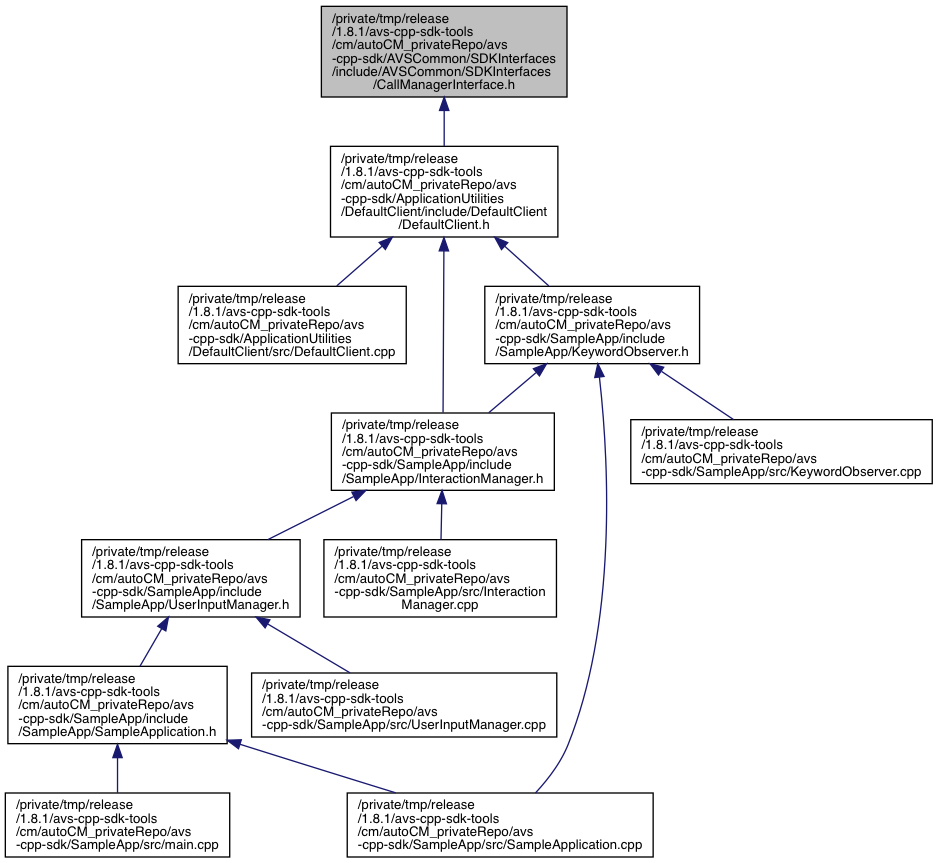 /private/tmp/release
/1.8.1/avs-cpp-sdk-tools
/cm/autoCM_privateRepo/avs
-cpp-sdk/AVSCommon/SDKInterfaces
/include/AVSCommon/SDKInterfaces
/CallManagerInterface.h
/private/tmp/release
/1.8.1/avs-cpp-sdk-tools
/cm/autoCM_privateRepo/avs
-cpp-sdk/ApplicationUtilities
/DefaultClient/include/DefaultClient
/DefaultClient.h
/private/tmp/release
/1.8.1/avs-cpp-sdk-tools
/cm/autoCM_privateRepo/avs
-cpp-sdk/ApplicationUtilities
/DefaultClient/src/DefaultClient.cpp
/private/tmp/release
/1.8.1/avs-cpp-sdk-tools
/cm/autoCM_privateRepo/avs
-cpp-sdk/SampleApp/include
/SampleApp/KeywordObserver.h
/private/tmp/release
/1.8.1/avs-cpp-sdk-tools
/cm/autoCM_privateRepo/avs
-cpp-sdk/SampleApp/include
/SampleApp/InteractionManager.h
/private/tmp/release
/1.8.1/avs-cpp-sdk-tools
/cm/autoCM_privateRepo/avs
-cpp-sdk/SampleApp/src/KeywordObserver.cpp
/private/tmp/release
/1.8.1/avs-cpp-sdk-tools
/cm/autoCM_privateRepo/avs
-cpp-sdk/SampleApp/include
/SampleApp/UserInputManager.h
/private/tmp/release
/1.8.1/avs-cpp-sdk-tools
/cm/autoCM_privateRepo/avs
-cpp-sdk/SampleApp/src/Interaction
Manager.cpp
/private/tmp/release
/1.8.1/avs-cpp-sdk-tools
/cm/autoCM_privateRepo/avs
-cpp-sdk/SampleApp/include
/SampleApp/SampleApplication.h
/private/tmp/release
/1.8.1/avs-cpp-sdk-tools
/cm/autoCM_privateRepo/avs
-cpp-sdk/SampleApp/src/UserInputManager.cpp
/private/tmp/release
/1.8.1/avs-cpp-sdk-tools
/cm/autoCM_privateRepo/avs
-cpp-sdk/SampleApp/src/main.cpp
/private/tmp/release
/1.8.1/avs-cpp-sdk-tools
/cm/autoCM_privateRepo/avs
-cpp-sdk/SampleApp/src/SampleApplication.cpp